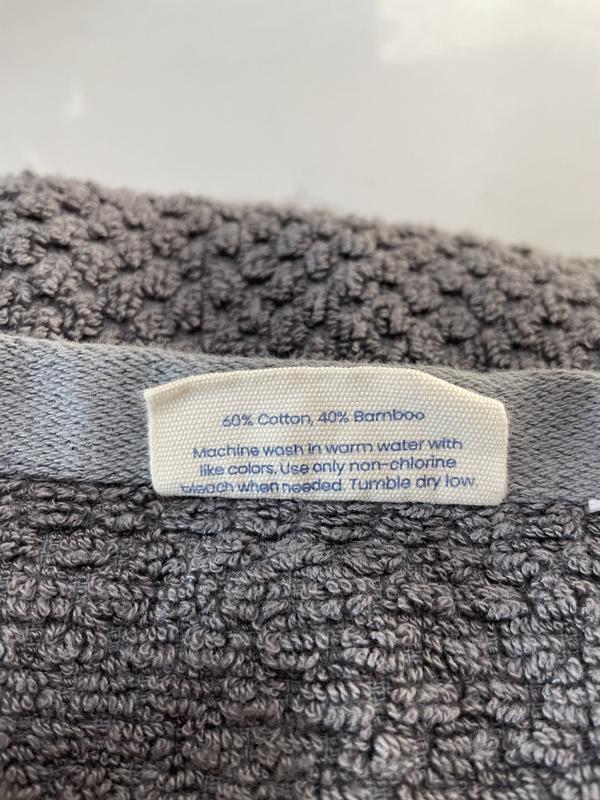 60% Cotton, 40% Bamboo
Machine wash in warm water with
like colors. Use only non-chlorine
bleach when needed. Tumble dry low.